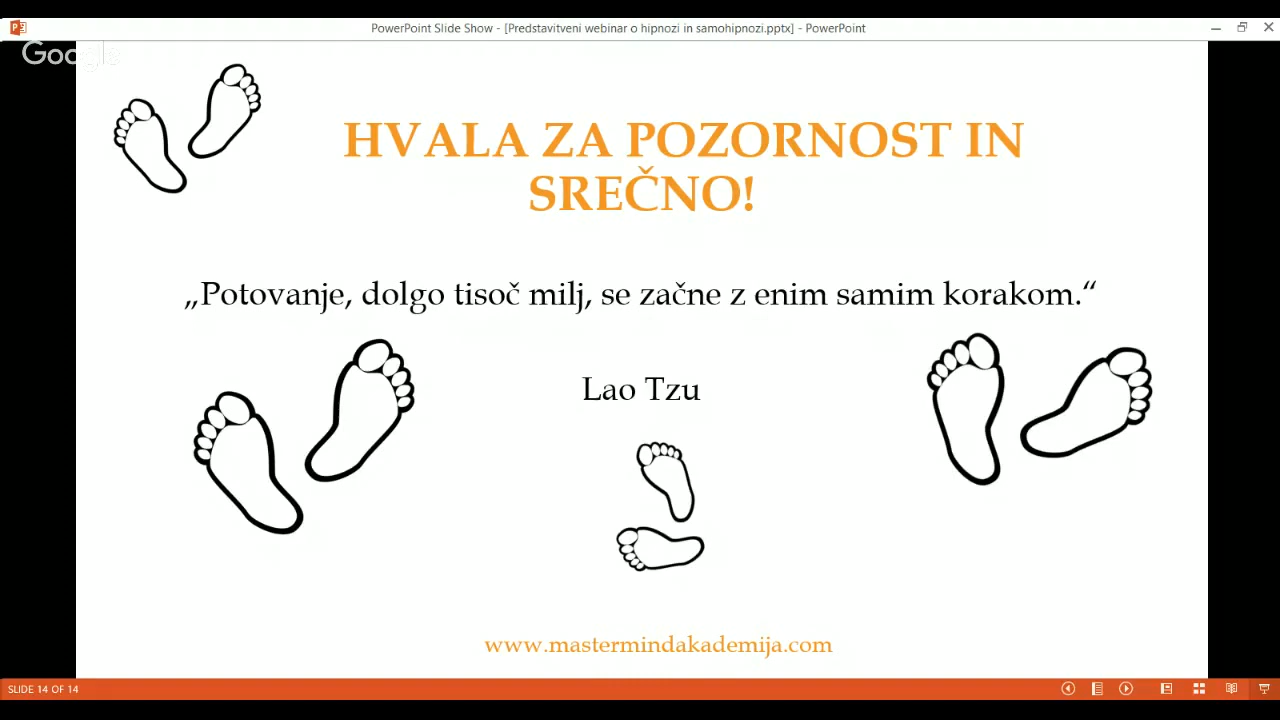 PowerPoint Slide Show - [Predstavitveni webinar o hipnozi in samohipnozi.pptx] - PowerPoint
Google
HVALA ZA POZORNOST IN
SREČNO!
„Potovanje, dolgo tisoč milj, se začne z enim samim korakom.“
Lao Tzu
www.mastermindakademija.com
SLIDE 14 OF 14